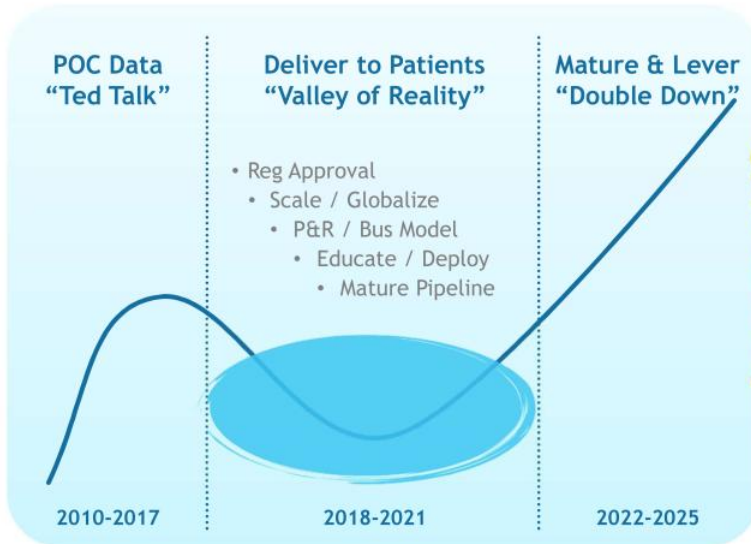 POC Data
“Ted Talk”
Deliver to Patients
“Valley of Reality”
Mature & Lever
“Double Down”
• Reg Approval
• Scale / Globalize
• P&R / Bus Model
• Educate / Deploy
• Mature Pipeline
2010-2017
2018-2021
2022-2025